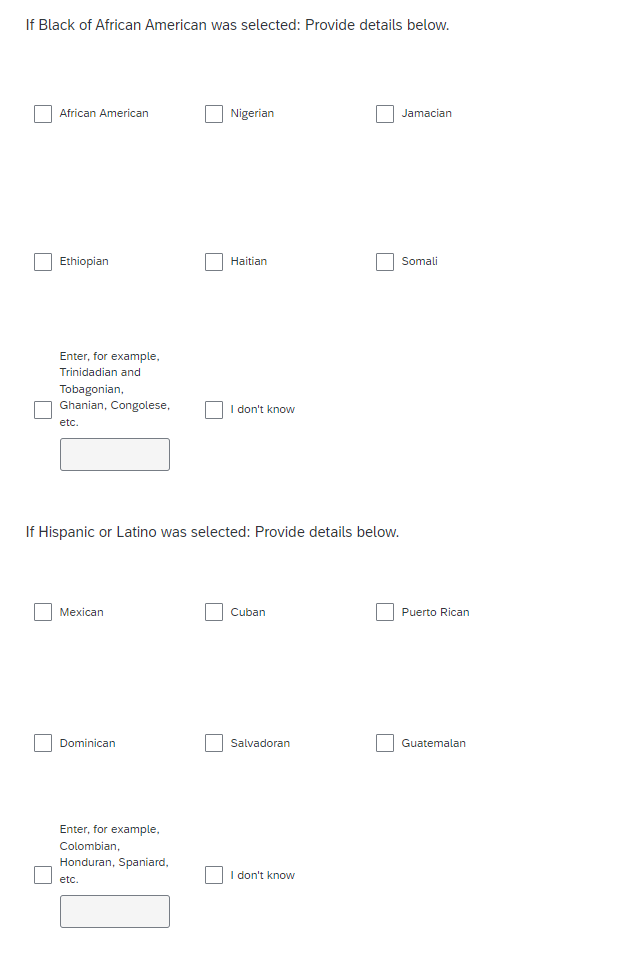 If Black of African American was selected: Provide details below.
African American
Nigerian
Jamacian
Ethiopian
Haitian
Somali
Enter, for example,
Trinidadian and
Tobagonian,
Ghanian, Congolese,
etc.
I don't know
If Hispanic or Latino was selected: Provide details below.
Mexican
Cuban
Puerto Rican
Dominican
Salvadoran
Guatemalan
Enter, for example,
Colombian,
Honduran, Spaniard,
etc.
I don't know